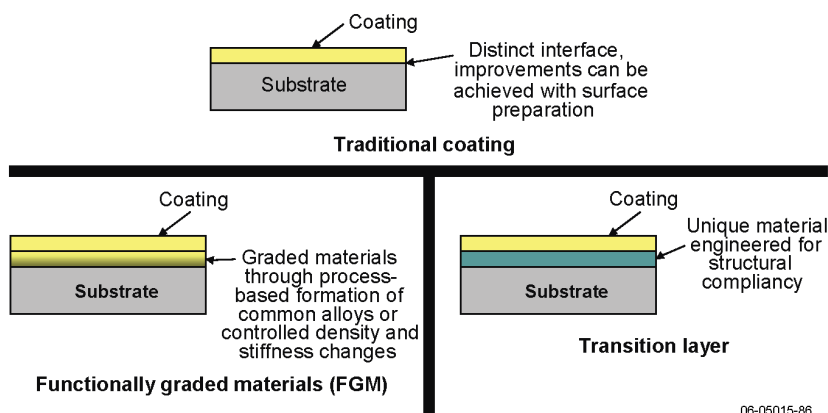 Coating
Substrate
Distinct interface,
improvements can be
achieved with surface
preparation
Traditional coating
Coating
Substrate
Graded materials
through process-
based formation of
common alloys or
controlled density and
stiffness changes
Functionally graded materials (FGM)
Coating
Substrate
Unique material
engineered for
structural
compliancy
Transition layer
06-05015-86